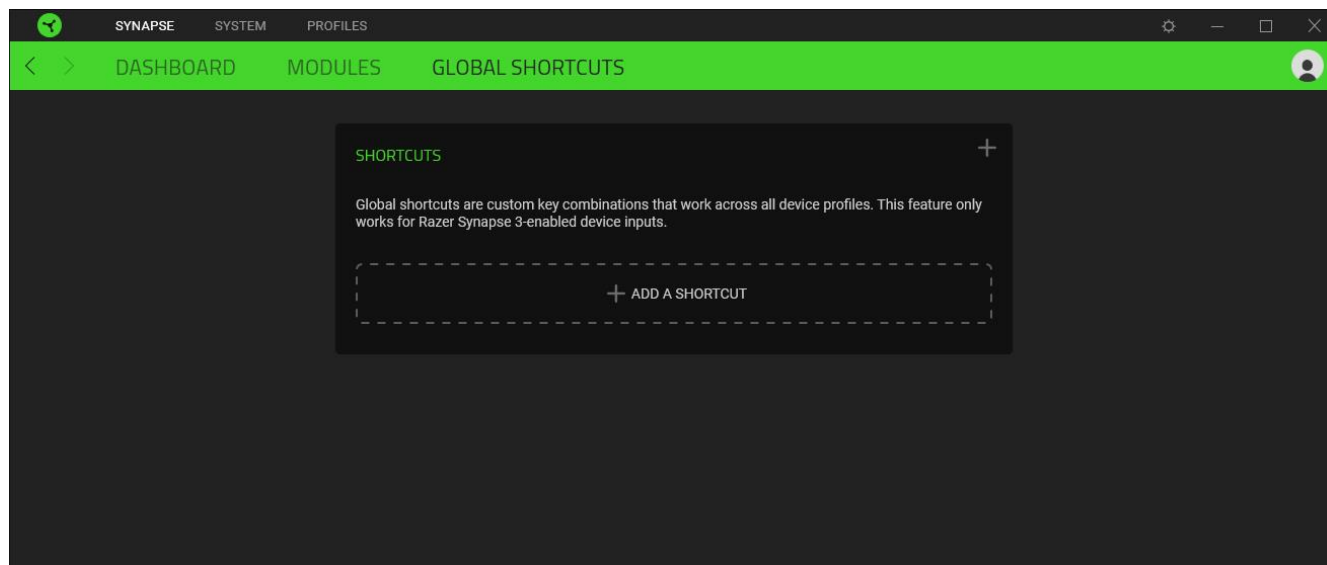 SYNAPSE SYSTEM PROFILES
DASHBOARD MODULES GLOBAL SHORTCUTS
SHORTCUTS
Global shortcuts are custom key combinations that work across all device profiles. This feature only
works for Razer Synapse 3-enabled device inputs.
ADD A SHORTCUT